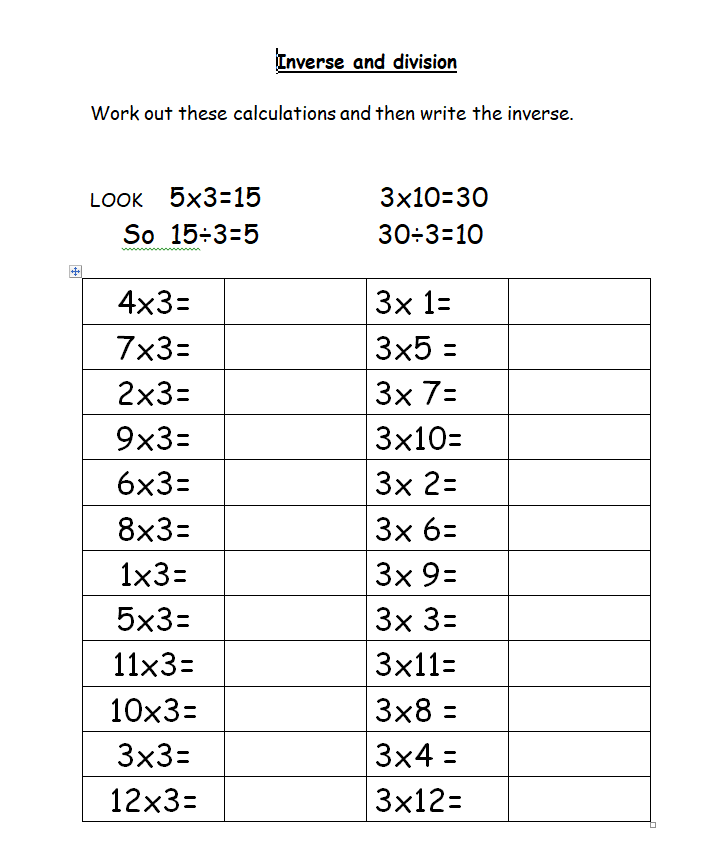 Inverse and division
Work out these calculations and then write the inverse.
LOOK 5x3=15 3x10=30
So 15÷3=5 30÷3=10
4x3= 3x 1=
7x3= 3x5 =
2x3= 3x 7=
9x3= 3x10=
6x3= 3x 2=
8x3= 3x 6=
1x3= 3x 9=
5x3= 3x 3=
11x3= 3x11=
10x3= 3x8 =
3x3= 3x4 =
12x3= 3x12=